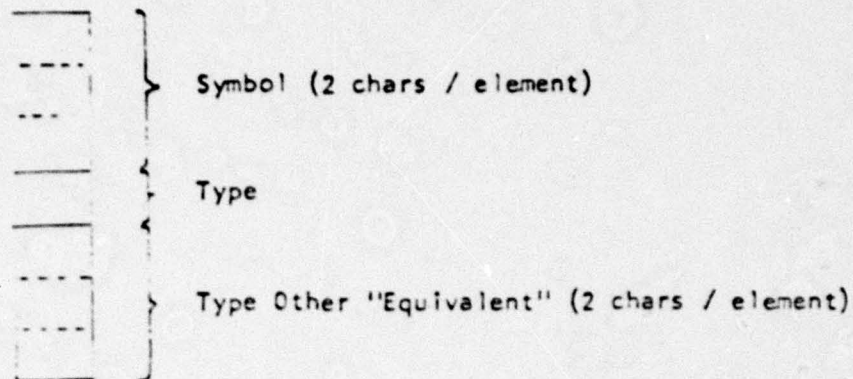 Symbol (2 chars / element)
Type
Type Other "Equivalent" (2 chars / element)